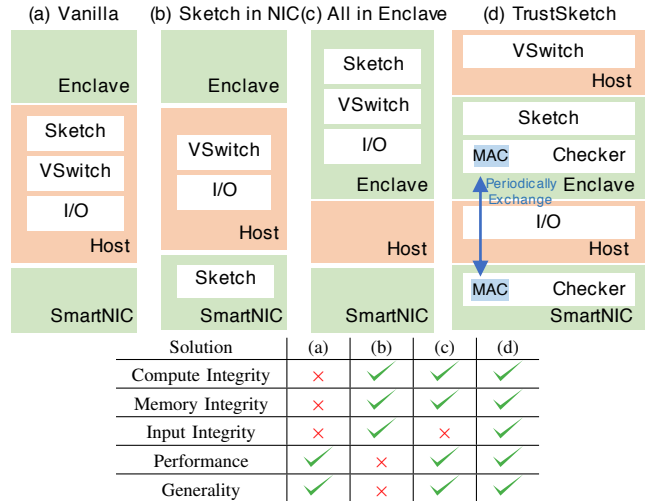 (a) Vanilla
Enclave
Sketch
VSwitch
I/O
Host
SmartNIC
(b) Sketch in NIC
Enclave
VSwitch
I/O
Host
Sketch
SmartNIC
(c) All in Enclave
Sketch
VSwitch
I/O
Enclave
Host
SmartNIC
(d) TrustSketch
VSwitch
Host
Sketch
MAC Checker
Periodically Enclave
Exchange
I/O
Host
MAC Checker
SmartNIC
Solution (a) (b) (c) (d)
Compute Integrity × ✓ ✓ ✓
Memory Integrity × ✓ ✓ ✓
Input Integrity × ✓ × ✓
Performance ✓ × ✓ ✓
Generality ✓ × ✓ ✓